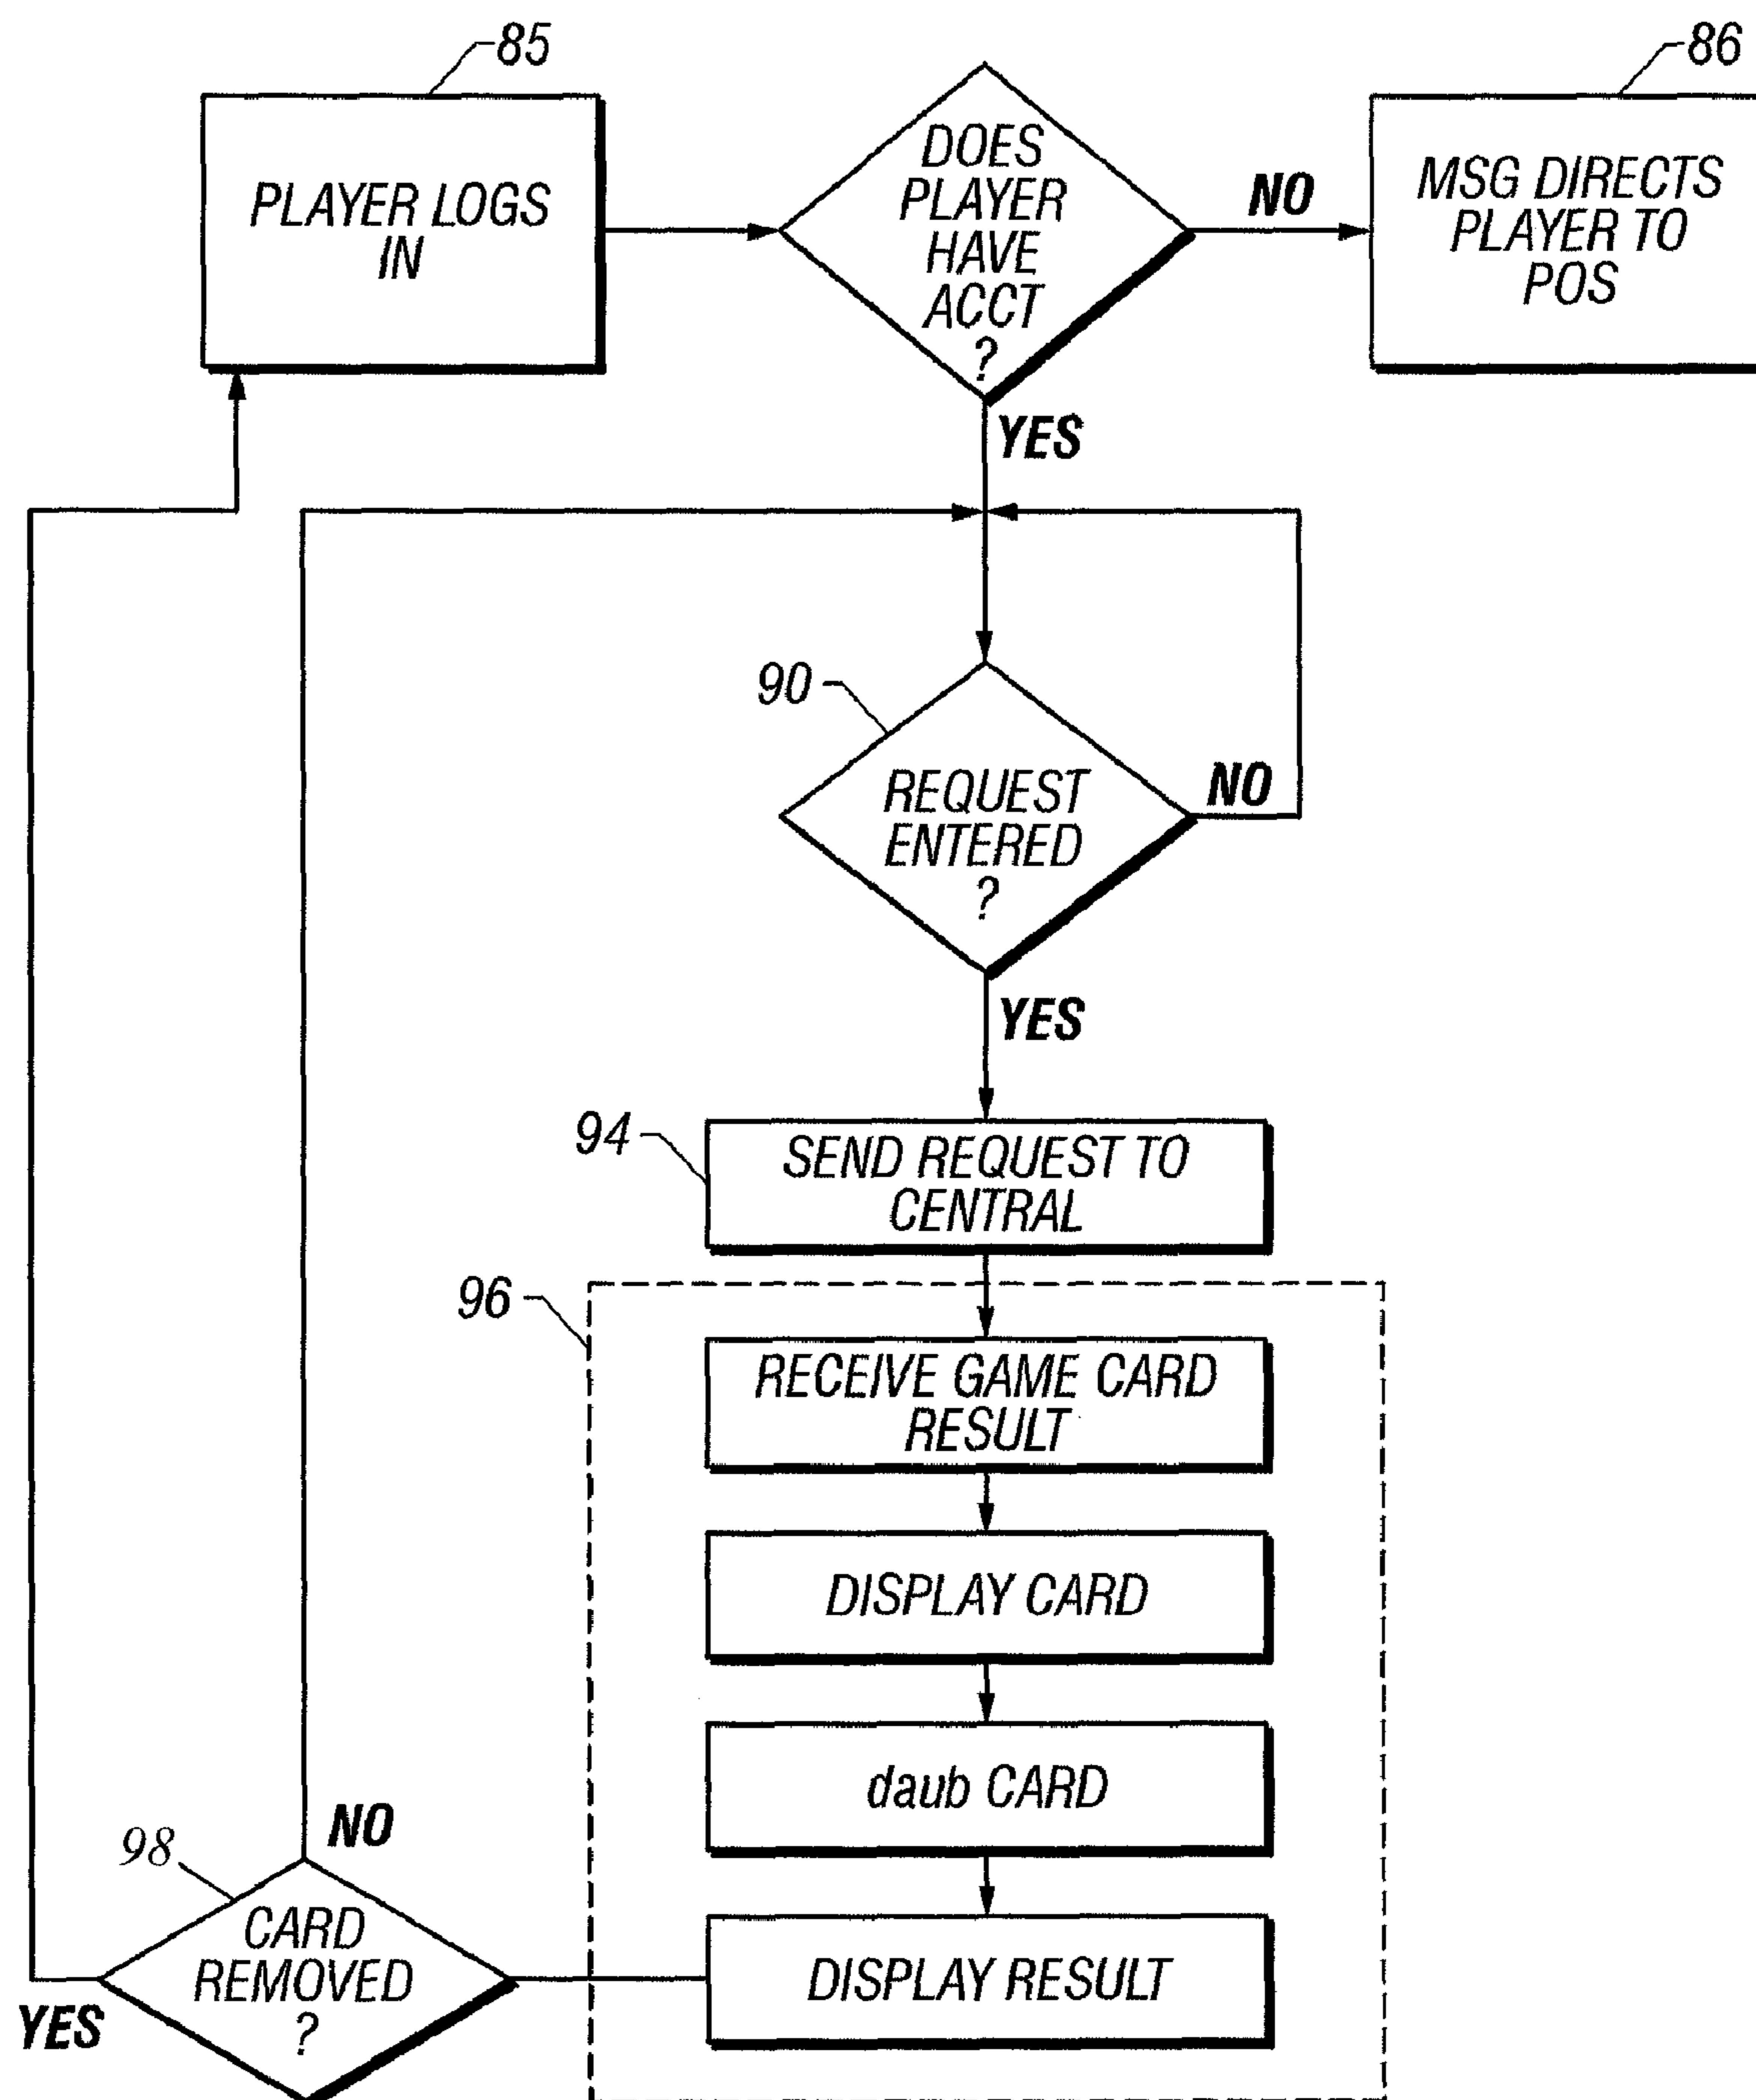 85
86
PLAYER LOGS
IN
DOES
PLAYER
HAVE
ACCT
?
NO
MSG DIRECTS
PLAYER TO
POS
YES
90
REQUEST
ENTERED
?
NO
YES
94
SEND REQUEST TO
CENTRAL
96
RECEIVE GAME CARD
RESULT
DISPLAY CARD
daub CARD
DISPLAY RESULT
98
NO
CARD
REMOVED
?
YES